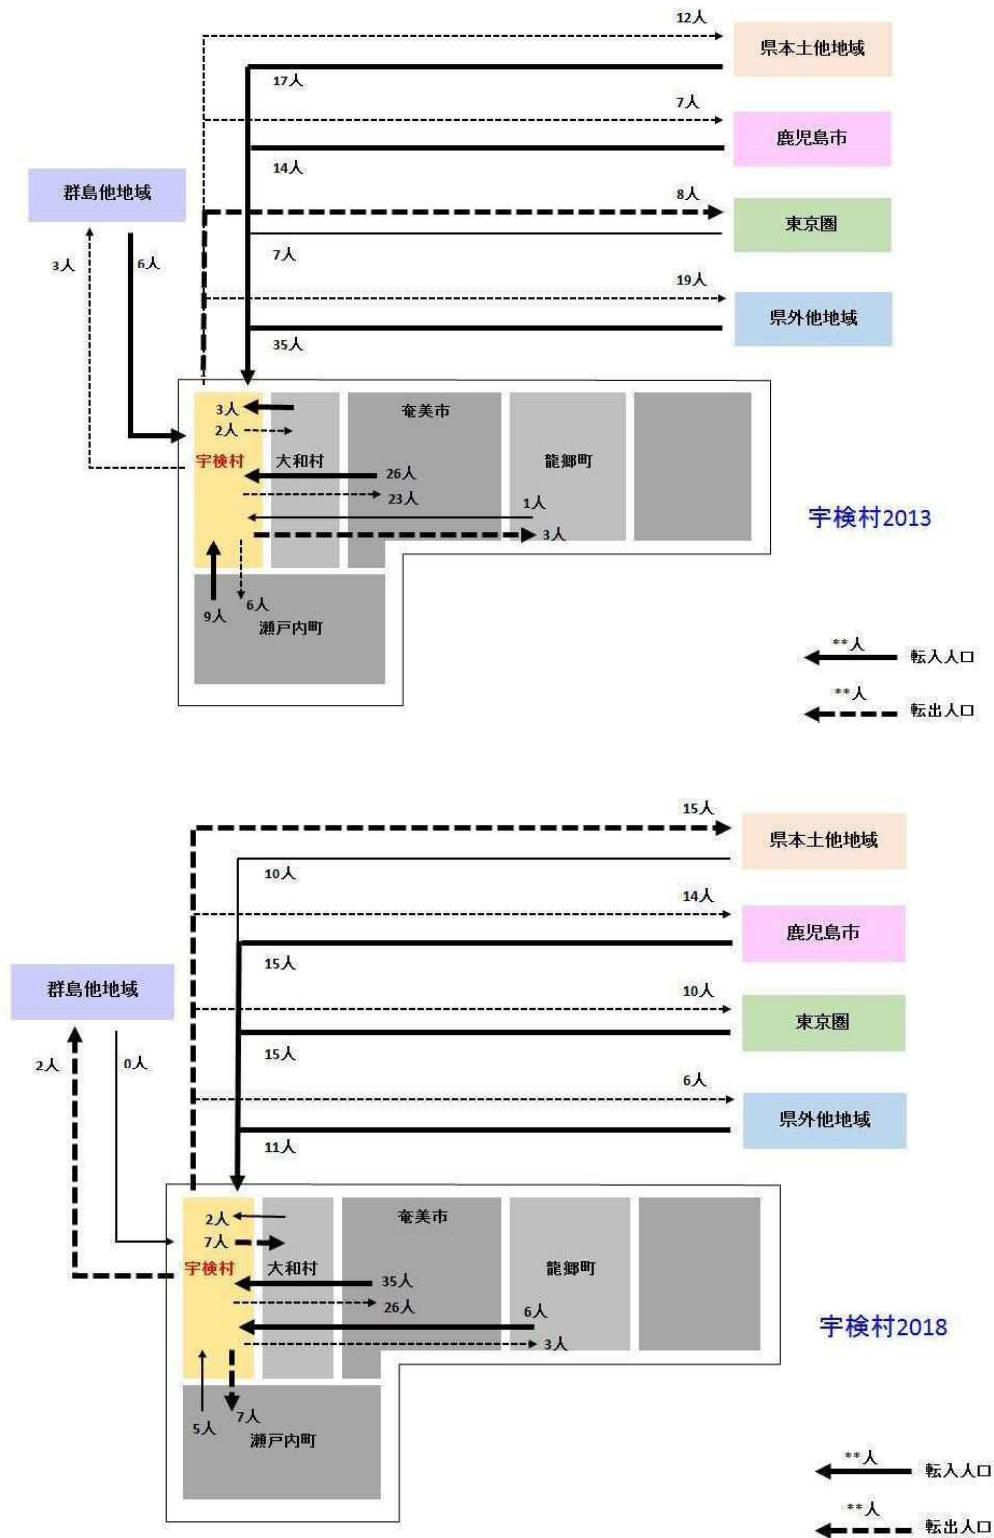 12人
県本土他地域
17人
7人
鹿児島市
14人
群島他地域
8人
東京圏
3人
6人
7人
19人
県外他地域
35人
3人
奄美市
2人
宇検村
大和村
龍郷町
26人
23人
1人
3人
宇検村2013
6人
9人
瀬戸内町
**人
転入人口
**人
転出人口
15人
県本土他地域
10人
14人
鹿児島市
15人
群島他地域
10人
東京圏
15人
2人
0人
6人
県外他地域
11人
2人
奄美市
7人
宇検村
大和村
龍郷町
35人
26人
6人
3人
宇検村2018
7人
5人
瀬戸内町
**人
転入人口
**人
転出人口